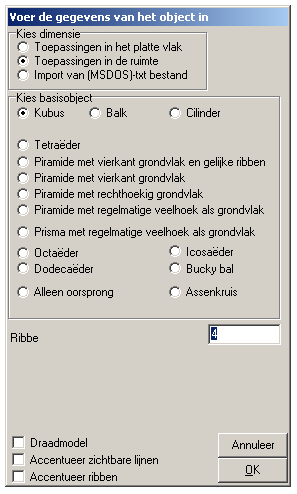 Voer de gegevens van het object in
Kies dimensie
Toepassingen in het platte vlak
Toepassingen in de ruimte
Import van (MSDOS)-txt bestand
Kies basisobject
Kubus Balk Cilinder
Tetraëder
Piramide met vierkant grondvlak en gelijke ribben
Piramide met vierkant grondvlak
Piramide met rechthoekig grondvlak
Piramide met regelmatige veelhoek als grondvlak
Prisma met regelmatige veelhoek als grondvlak
Octaëder Icosaëder
Dodecaëder Bucky bal
Alleen oorsprong Assenkruis
Ribbe 4
Draadmodel Annuleer
Accentueer zichtbare lijnen
Accentueer ribben OK